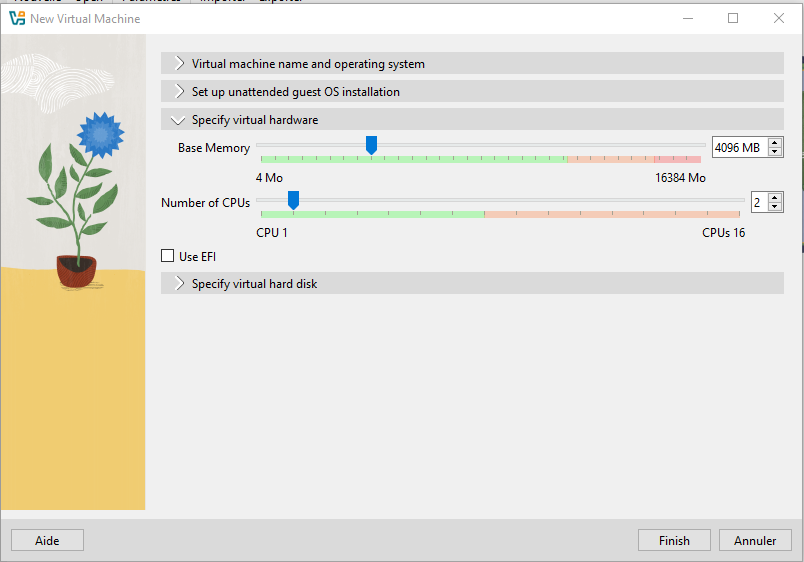 New Virtual Machine
Virtual machine name and operating system
Set up unattended guest OS installation
Specify virtual hardware
Base Memory
4096 MB
4 Mo
16384 Mo
Number of CPUs
2
CPU 1
CPUs 16
Use EFI
Specify virtual hard disk
Aide
Finish
Annuler